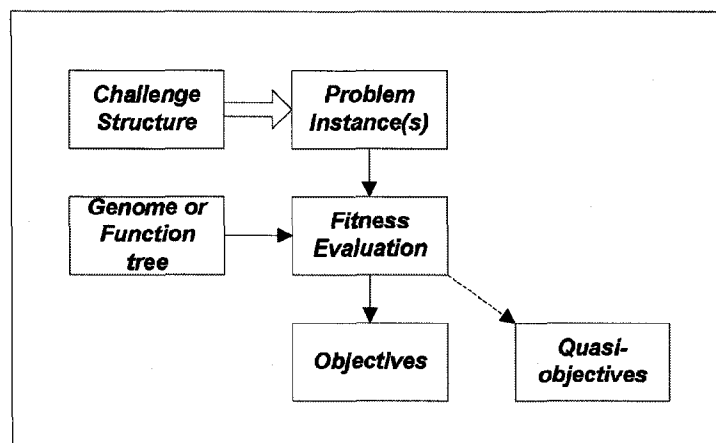 Challenge
Structure
Problem
Instance(s)
Genome or
Function
tree
Fitness
Evaluation
Objectives
Quasi-
objectives